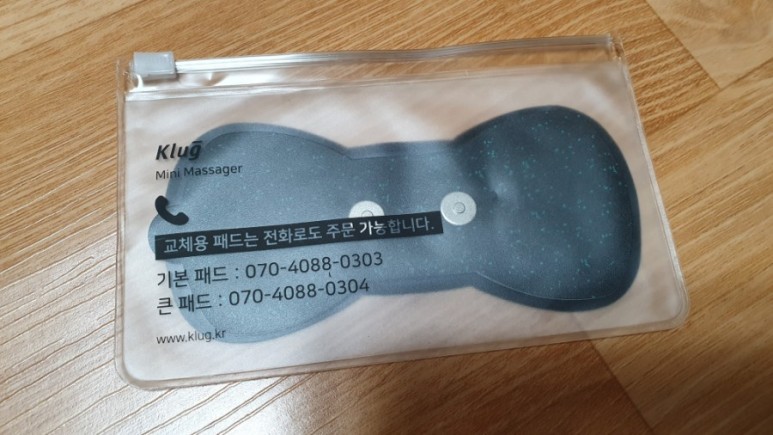 Klug
Mini Massager
교체용 패드는 전화로도 주문 가능합니다.
기본 패드 : 070-4088-0303
큰 패드 : 070-4088-0304
www.klug.kr